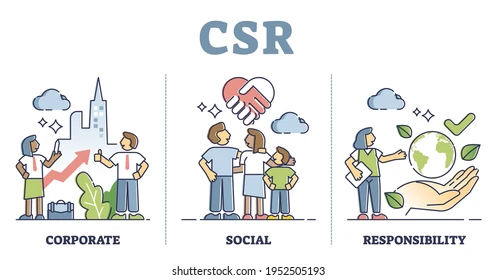 CSR
CORPORATE
SOCIAL
RESPONSIBILITY
shutterstock.com · 1952505193